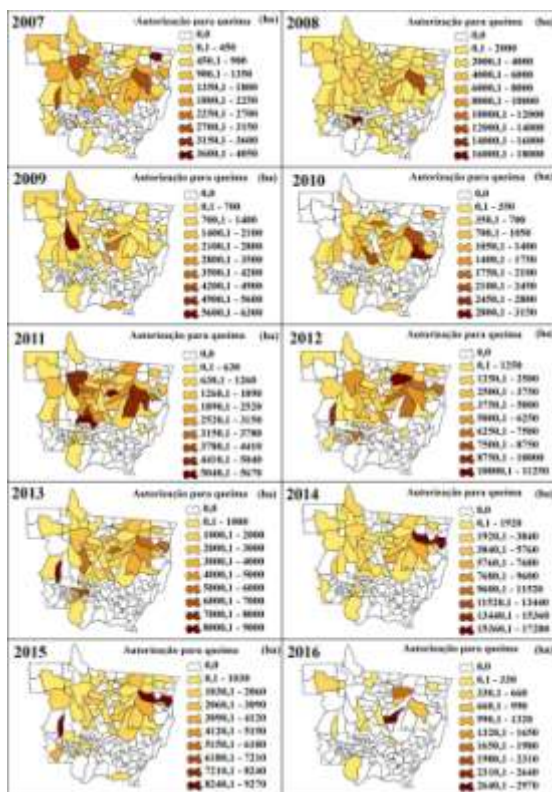 2007 Autorização para queima (ha)
0,0
0,1 - 450
450,1 - 900
900,1 - 1350
1350,1 - 1800
1800,1 - 2250
2250,1 - 2700
2700,1 - 3150
3150,1 - 3600
3600,1 - 4050
2008 Autorização para queima (ha)
0,0
0,1 - 2000
2000,1 - 4000
4000,1 - 6000
6000,1 - 8000
8000,1 - 10000
10000,1 - 12000
12000,1 - 14000
14000,1 - 16000
16000,1 - 18000
2009 Autorização para queima (ha)
0,0
0,1 - 700
700,1 - 1400
1400,1 - 2100
2100,1 - 2800
2800,1 - 3500
3500,1 - 4200
4200,1 - 4900
4900,1 - 5600
5600,1 - 6300
2010 Autorização para queima (ha)
0,0
0,1 - 350
350,1 - 700
700,1 - 1050
1050,1 - 1400
1400,1 - 1750
1750,1 - 2100
2100,1 - 2450
2450,1 - 2800
2800,1 - 3150
2011 Autorização para queima (ha)
0,0
0,1 - 630
630,1 - 1260
1260,1 - 1890
1890,1 - 2520
2520,1 - 3150
3150,1 - 3780
3780,1 - 4410
4410,1 - 5040
5040,1 - 5670
2012 Autorização para queima (ha)
0,0
0,1 - 1250
1250,1 - 2500
2500,1 - 3750
3750,1 - 5000
5000,1 - 6250
6250,1 - 7500
7500,1 - 8750
8750,1 - 10000
10000,1 - 11250
2013 Autorização para queima (ha)
0,0
0,1 - 1000
1000,1 - 2000
2000,1 - 3000
3000,1 - 4000
4000,1 - 5000
5000,1 - 6000
6000,1 - 7000
7000,1 - 8000
8000,1 - 9000
2014 Autorização para queima (ha)
0,0
0,1 - 1920
1920,1 - 3840
3840,1 - 5760
5760,1 - 7680
7680,1 - 9600
9600,1 - 11520
11520,1 - 13440
13440,1 - 15360
15360,1 - 17280
2015 Autorização para queima (ha)
0,0
0,1 - 1030
1030,1 - 2060
2060,1 - 3090
3090,1 - 4120
4120,1 - 5150
5150,1 - 6180
6180,1 - 7210
7210,1 - 8240
8240,1 - 9270
2016 Autorização para queima (ha)
0,0
0,1 - 330
330,1 - 660
660,1 - 990
990,1 - 1320
1320,1 - 1650
1650,1 - 1980
1980,1 - 2310
2310,1 - 2640
2640,1 - 2970